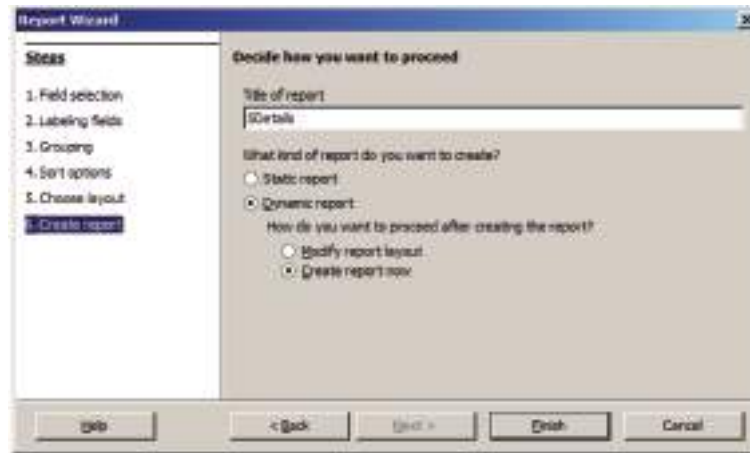 Report Wizard
Steps
1. Field selection
2. Labeling fields
3. Grouping
4. Sort options
5. Choose layout
6. Create report
Decide how you want to proceed
Title of report
SDetails
What kind of report do you want to create?
Static report
Dynamic report
How do you want to proceed after creating the report?
Modify report layout
Create report now
Help
< Back
Next >
Finish
Cancel